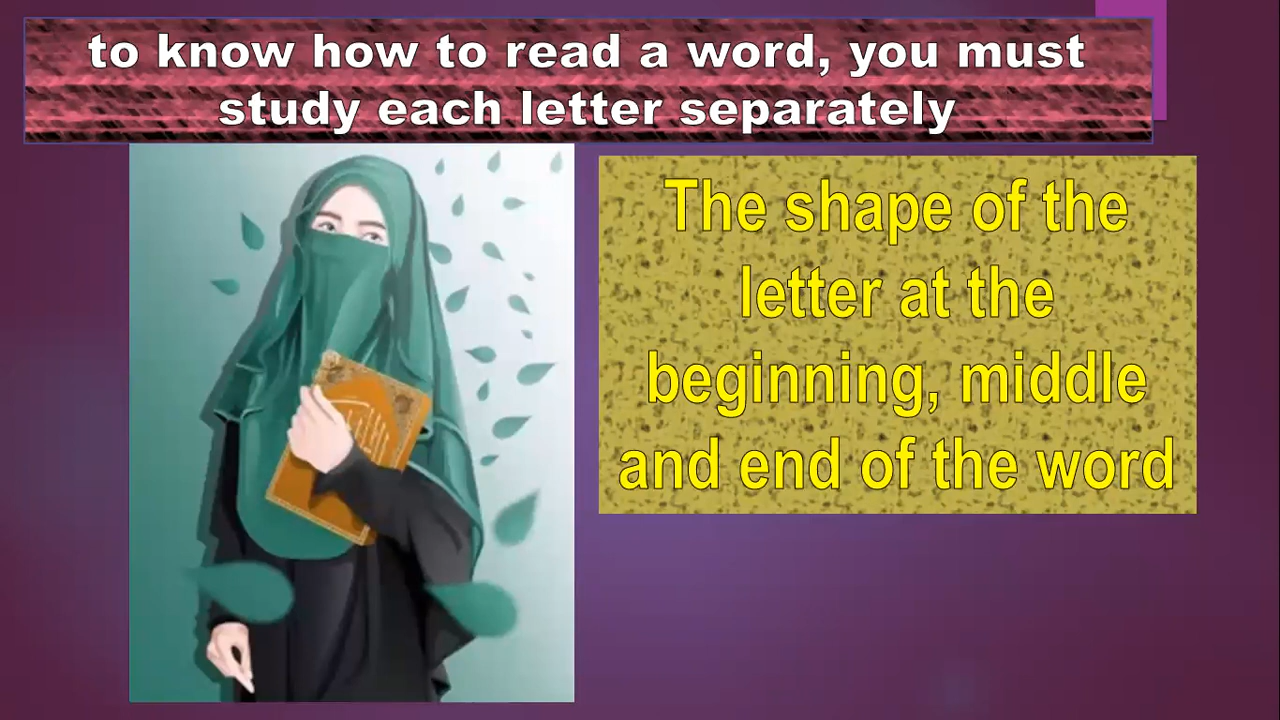 to know how to read a word, you must
study each letter separately
The shape of the
letter at the
beginning, middle
and end of the word